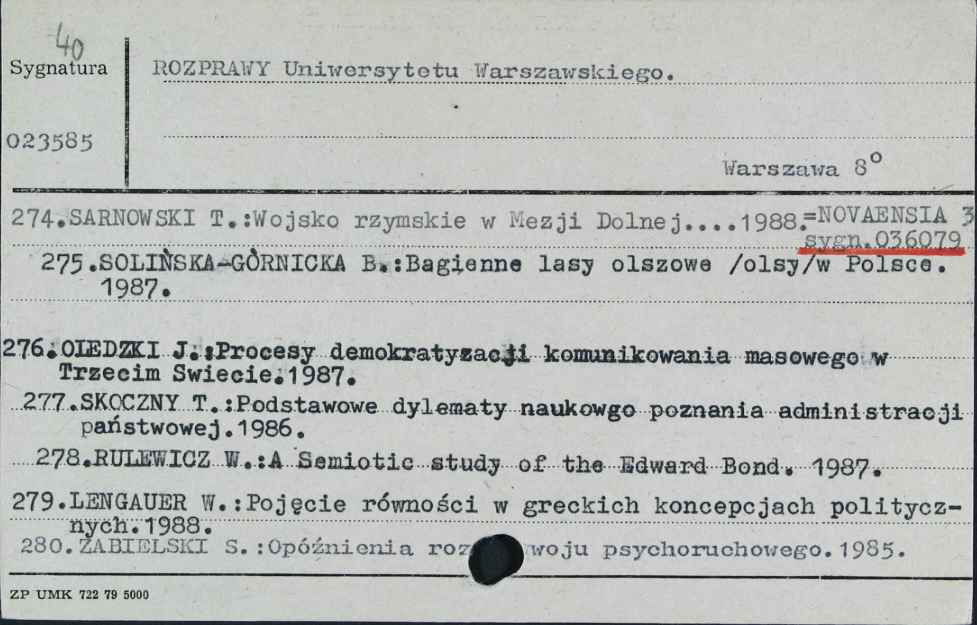 40
Sygnatura
ROZPRAWY Uniwersytetu Warszawskiego.
023585
Warszawa 8º
274.SARNOWSKI T.:Wojsko rzymskie w Mezji Dolnej....1988.=NOVAENSIA 3
sygn.036079
275.SOLIŃSKA-GÓRNICKA B.:Bagienne lasy olszowe /olsy/w Polsce.
1987.
276.OLEDZKI J.:Procesy demokratyzacji komunikowania masowego w
Trzecim Swiecie.1987.
277.SKOCZNY T.:Podstawowe dylematy naukowgo poznania administracji
państwowej.1986.
278.RULEWICZ W.:A Semiotic study of the Edward Bond. 1987.
279.LENGAUER W.:Pojęcie równości w greckich koncepcjach politycz-
nych.1988.
280.ZABIELSKI S.:Opóźnienia roz woju psychoruchowego.1985.
ZP UMK 722 79 5000